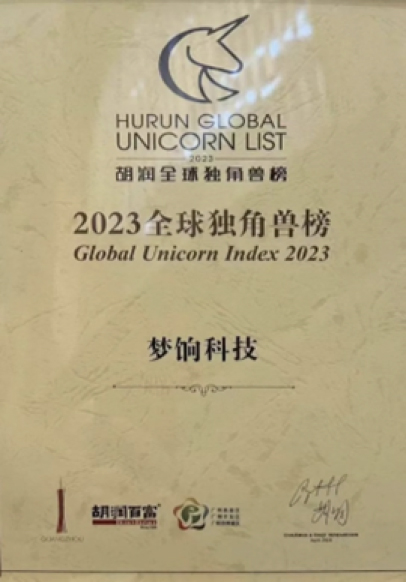 HURUN GLOBAL
UNICORN LIST
2023
胡润全球独角兽榜
2023全球独角兽榜
Global Unicorn Index 2023
梦饷科技
GUANGZHOU
胡润百富